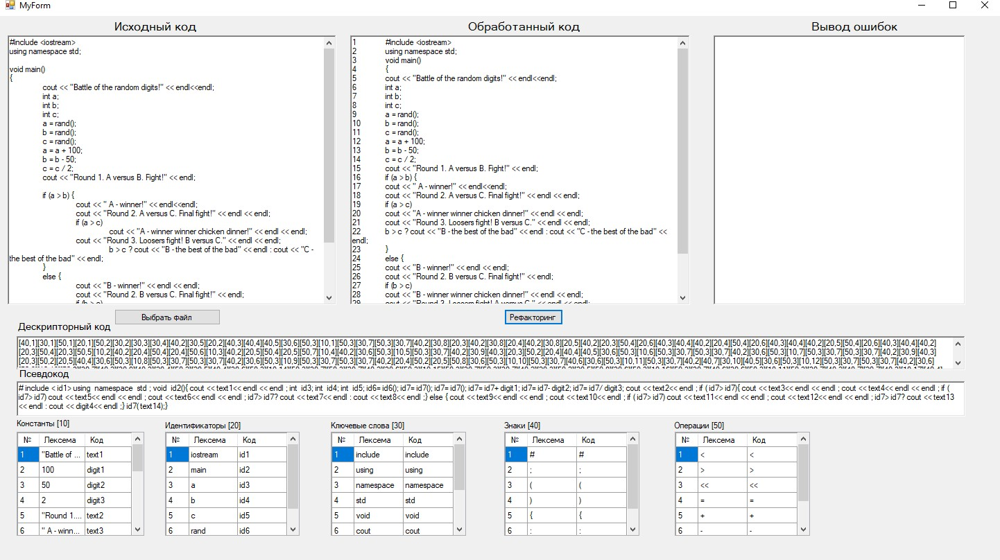 MyForm
Исходный код
#include <iostream>
using namespace std;
void main()
{
cout << "Battle of the random digits!" << endl<<endl;
int a;
int b;
int c;
a = rand();
b = rand();
c = rand();
a = a + 100;
b = b - 50;
c = c / 2;
cout << "Round 1. A versus B. Fight!" << endl;
if (a > b) {
cout << " A - winner!" << endl<<endl;
cout << "Round 2. A versus C. Final fight!" << endl << endl;
if (a > c)
cout << "A - winner winner chicken dinner!" << endl << endl;
cout << "Round 3. Loosers fight! B versus C." << endl << endl;
b > c ? cout << "B - the best of the bad" << endl : cout << "C -
the best of the bad" << endl;
}
else {
cout << "B - winner!" << endl << endl;
cout << "Round 2. B versus C. Final fight!" << endl;
if (b > c)
Выбрать файл
Обработанный код
1 #include <iostream>
2 using namespace std;
3 void main()
4 {
5 cout << "Battle of the random digits!" << endl<<endl;
6 int a;
7 int b;
8 int c;
9 a = rand();
10 b = rand();
11 c = rand();
12 a = a + 100;
13 b = b - 50;
14 c = c / 2;
15 cout << "Round 1. A versus B. Fight!" << endl;
16 if (a > b) {
17 cout << " A - winner!" << endl<<endl;
18 cout << "Round 2. A versus C. Final fight!" << endl << endl;
19 if (a > c)
20 cout << "A - winner winner chicken dinner!" << endl << endl;
21 cout << "Round 3. Loosers fight! B versus C." << endl << endl;
22 b > c ? cout << "B - the best of the bad" << endl : cout << "C - the best of the bad" <<
endl;
23 }
24 else {
25 cout << "B - winner!" << endl << endl;
26 cout << "Round 2. B versus C. Final fight!" << endl;
27 if (b > c)
28 cout << "B - winner winner chicken dinner!" << endl << endl;
29 cout << "Round 3. Loosers fight! A versus C." << endl << endl;
Рефакторинг
Вывод ошибок
Дескрипторный код
[40,1][30,1][50,1][20,1][50,2][30,2][30,3][30,4][40,2][30,5][20,2][40,3][40,4][40,5][30,6][50,3][10,1][50,3][30,7][50,3][30,7][40,2][30,8][20,3][40,2][30,8][20,4][40,2][30,8][20,5][40,2][20,3][50,4][20,6][40,3][40,4][40,2][20,4][50,4][20,6][40,3][40,4][40,2][20,5][50,4][20,6][40,3][40,4][40,2]
[20,3][50,4][20,3][50,5][10,2][40,2][20,4][50,4][20,4][50,6][10,3][40,2][20,5][50,4][20,5][50,7][10,4][40,2][30,6][50,3][10,5][50,3][30,7][40,2][30,9][40,3][20,3][50,2][20,4][40,4][40,5][30,6][50,3][10,6][50,3][30,7][50,3][30,7][40,2][30,6][50,3][10,7][50,3][30,7][50,3][30,7][40,2][30,9][40,3]
[20,3][50,2][20,5][40,4][30,6][50,3][10,8][50,3][30,7][50,3][30,7][40,2][30,6][50,3][10,9][50,3][30,7][50,3][30,7][40,2][20,4][50,2][20,5][50,8][30,6][50,3][10,10][50,3][30,7][40,6][30,6][50,3][10,11][50,3][30,7][40,2][40,7][30,10][40,5][30,6][50,3][10,12][50,3][30,7][50,3][30,7][40,2][30,6]
Псевдокод
# include < id1> using namespace std ; void id2(){ cout << text1<< endl << endl ; int id3; int id4; int id5; id6= id6(); id7= id7(); id7= id7(); id7= id7+ digit1; id7= id7- digit2; id7= id7/ digit3; cout << text2<< endl ; if ( id7> id7){ cout << text3<< endl << endl ; cout << text4<< endl << endl ; if (
id7> id7) cout << text5<< endl << endl ; cout << text6<< endl << endl ; id7> id7? cout << text7<< endl : cout << text8<< endl ;} else { cout << text9<< endl << endl ; cout << text10<< endl ; if ( id7> id7) cout << text11<< endl << endl ; cout << text12<< endl << endl ; id7> id7? cout << text13
<< endl : cout << digit4<< endl ;} id7( text14);}
Константы [10]
№ Лексема Код
1 "Battle of ... text1
2 100 digit1
3 50 digit2
4 2 digit3
5 "Round 1.... text2
6 " A - winn... text3
Идентификаторы [20]
№ Лексема Код
1 iostream id1
2 main id2
3 a id3
4 b id4
5 c id5
6 rand id6
Ключевые слова [30]
№ Лексема Код
1 include include
2 using using
3 namespace namespace
4 std std
5 void void
6 cout cout
Знаки [40]
№ Лексема Код
1 # #
2 ; ;
3 ( (
4 ) )
5 { {
6 : :
Операции [50]
№ Лексема Код
1 < <
2 > >
3 << <<
4 = =
5 + +
6 - -